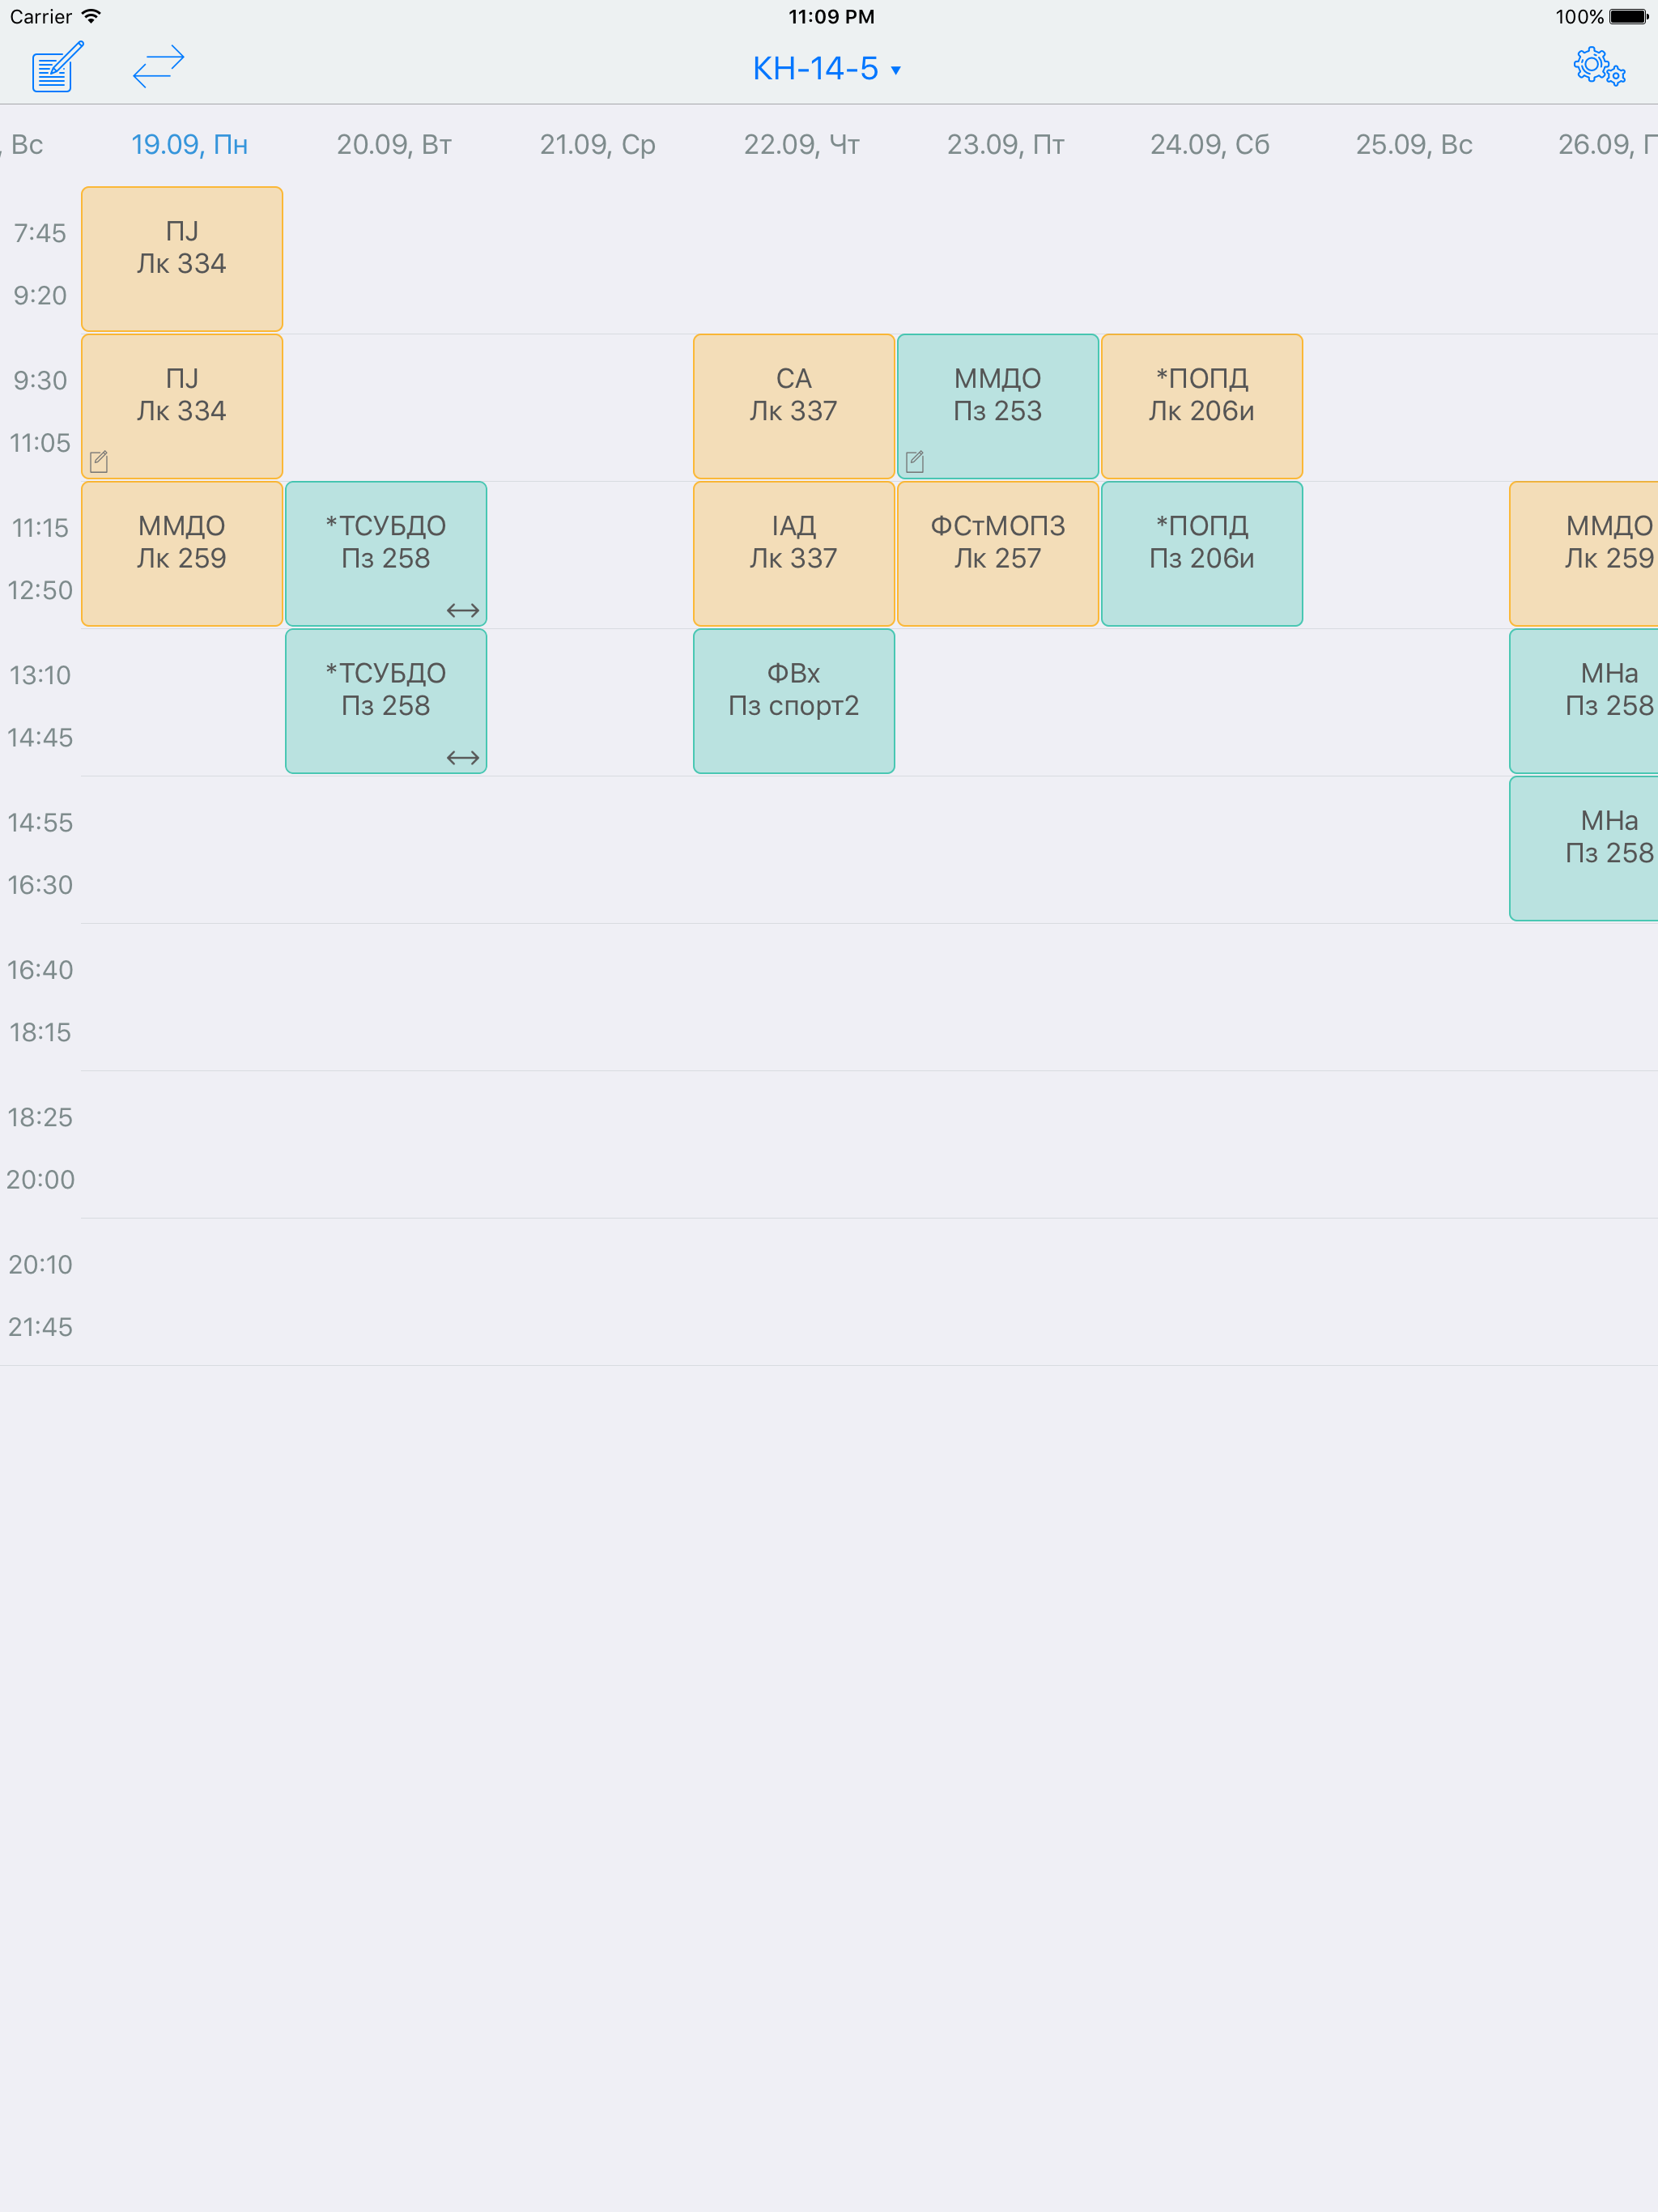 Carrier
11:09 PM
100%
КН-14-5 ▾
, Вс
19.09, Пн
20.09, Вт
21.09, Ср
22.09, Чт
23.09, Пт
24.09, Сб
25.09, Вс
26.09,
7:45
9:20
ПJ
Лк 334
9:30
11:05
ПJ
Лк 334
СА
Лк 337
ММДО
Пз 253
*ПОПД
Лк 206и
11:15
12:50
ММДО
Лк 259
*ТСУБДО
Пз 258
ІАД
Лк 337
ФСтМОПЗ
Лк 257
*ПОПД
Пз 206и
ММДО
Лк 259
13:10
14:45
*ТСУБДО
Пз 258
ФВх
Пз спорт2
МНа
Пз 258
14:55
16:30
МНа
Пз 258
16:40
18:15
18:25
20:00
20:10
21:45